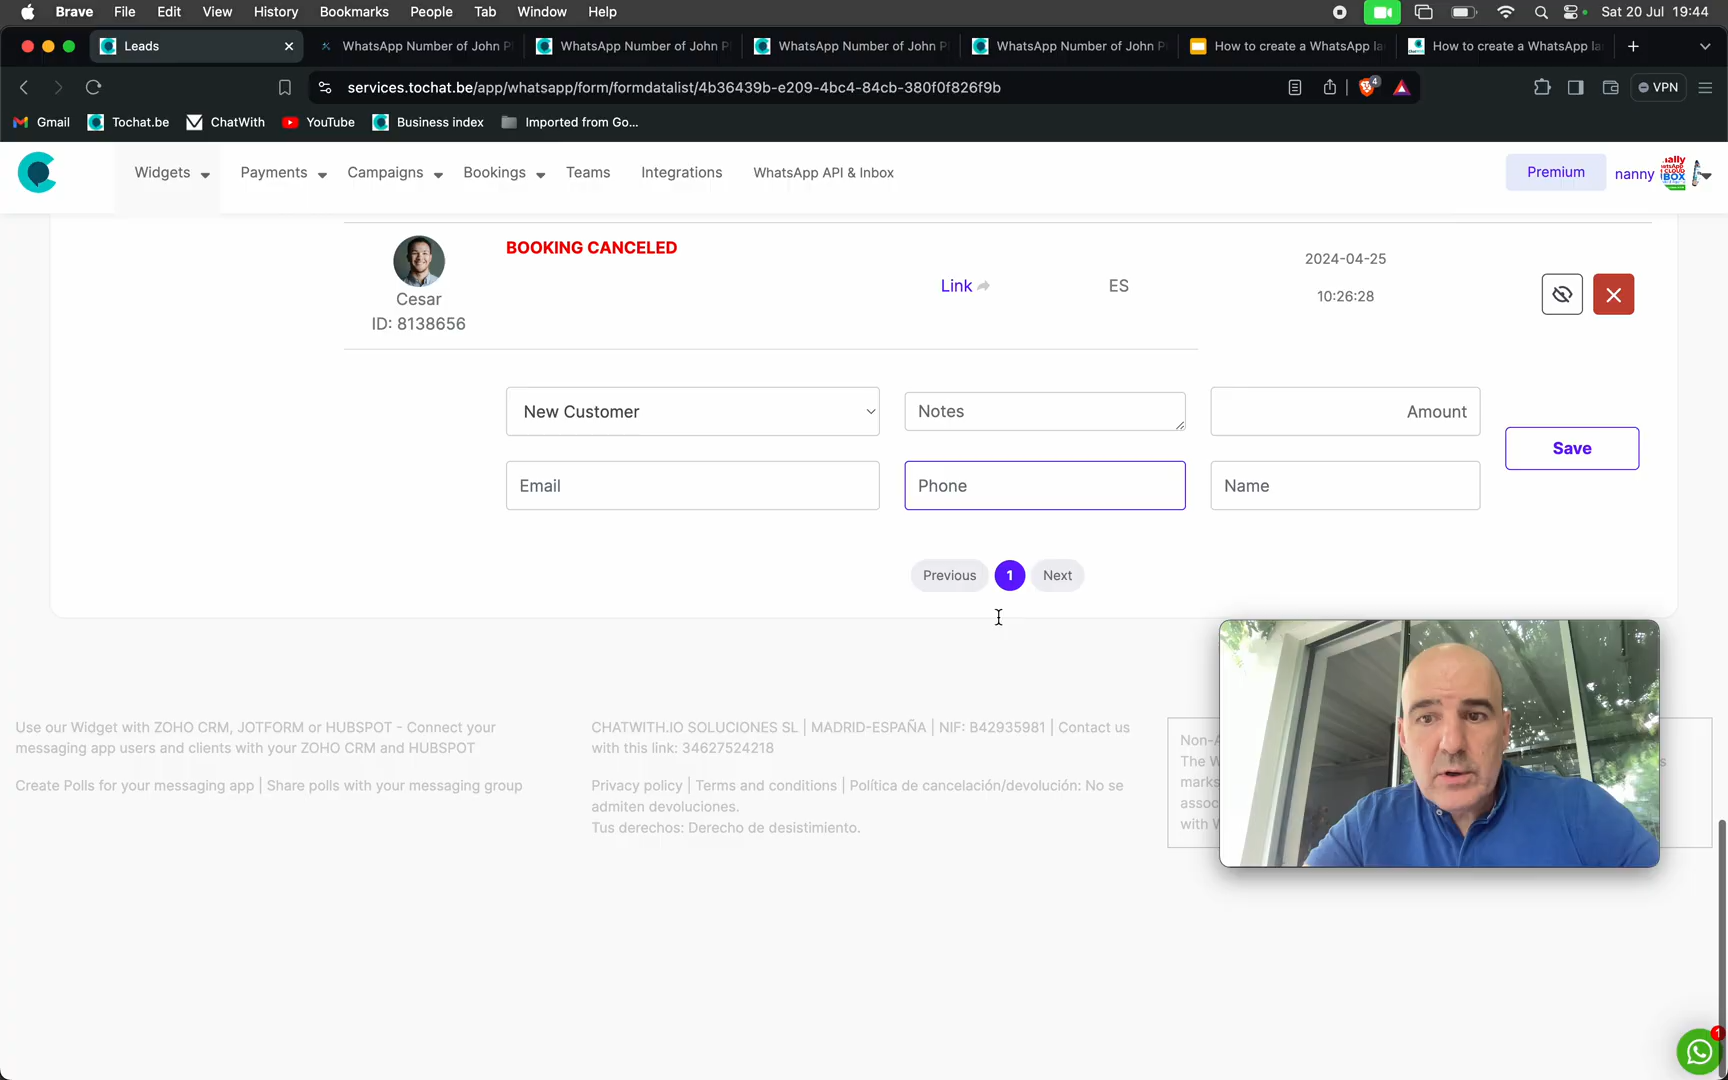 Brave File Edit View History Bookmarks People Tab Window Help Sat 20 Jul 19:44
Leads WhatsApp Number of John P WhatsApp Number of John P WhatsApp Number of John P WhatsApp Number of John P How to create a WhatsApp la How to create a WhatsApp la
services.tochat.be/app/whatsapp/form/formdatalist/4b36439b-e209-4bc4-84cb-380f0f826f9b 4 VPN
Gmail Tochat.be ChatWith YouTube Business index Imported from Go...
Widgets Payments Campaigns Bookings Teams Integrations WhatsApp API & Inbox Premium nanny
BOOKING CANCELED
2024-04-25
Link ES
10:26:28
Cesar
ID: 8138656
New Customer Notes Amount
Save
Email Phone Name
Previous 1 Next
Use our Widget with ZOHO CRM, JOTFORM or HUBSPOT - Connect your
messaging app users and clients with your ZOHO CRM and HUBSPOT
Create Polls for your messaging app | Share polls with your messaging group
CHATWITH.IO SOLUCIONES SL | MADRID-ESPAÑA | NIF: B42935981 | Contact us
with this link: 34627524218
Privacy policy | Terms and conditions | Política de cancelación/devolución: No se
admiten devoluciones.
Tus derechos: Derecho de desistimiento.
The
marks
with
1